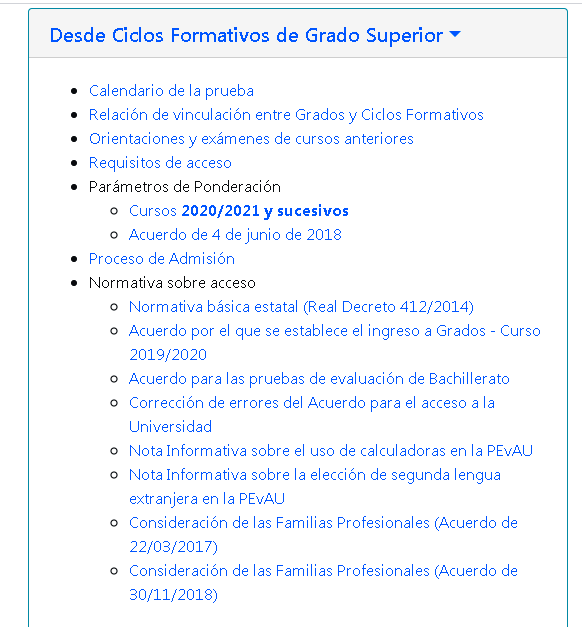 Desde Ciclos Formativos de Grado Superior
Calendario de la prueba
Relación de vinculación entre Grados y Ciclos Formativos
Orientaciones y exámenes de cursos anteriores
Requisitos de acceso
Parámetros de Ponderación
Cursos 2020/2021 y sucesivos
Acuerdo de 4 de junio de 2018
Proceso de Admisión
Normativa sobre acceso
Normativa básica estatal (Real Decreto 412/2014)
Acuerdo por el que se establece el ingreso a Grados - Curso
2019/2020
Acuerdo para las pruebas de evaluación de Bachillerato
Corrección de errores del Acuerdo para el acceso a la
Universidad
Nota Informativa sobre el uso de calculadoras en la PEvAU
Nota Informativa sobre la elección de segunda lengua
extranjera en la PEvAU
Consideración de las Familias Profesionales (Acuerdo de
22/03/2017)
Consideración de las Familias Profesionales (Acuerdo de
30/11/2018)